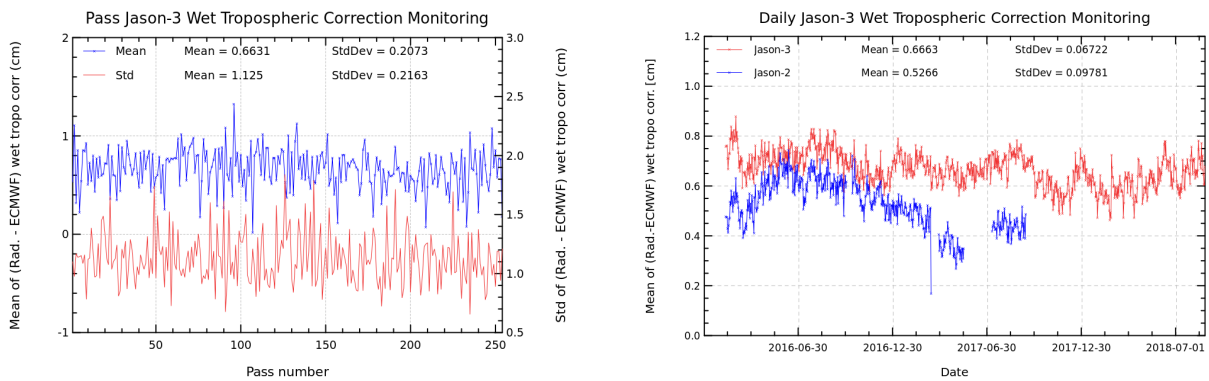 Pass Jason-3 Wet Tropospheric Correction Monitoring
Mean of (Rad. - ECMWF) wet tropo corr (cm)
2
1
0
-1
Mean Mean = 0.6631 StdDev = 0.2073
Std Mean = 1.125 StdDev = 0.2163
3.0
2.5
2.0
1.5
1.0
0.5
Std of (Rad. - ECMWF) wet tropo corr (cm)
50 100 150 200 250
Pass number
Daily Jason-3 Wet Tropospheric Correction Monitoring
Mean of (Rad.-ECMWF) wet tropo corr. [cm]
1.2
1.0
0.8
0.6
0.4
0.2
0.0
Jason-3 Mean = 0.6663 StdDev = 0.06722
Jason-2 Mean = 0.5266 StdDev = 0.09781
2016-06-30 2016-12-30 2017-06-30 2017-12-30 2018-07-01
Date